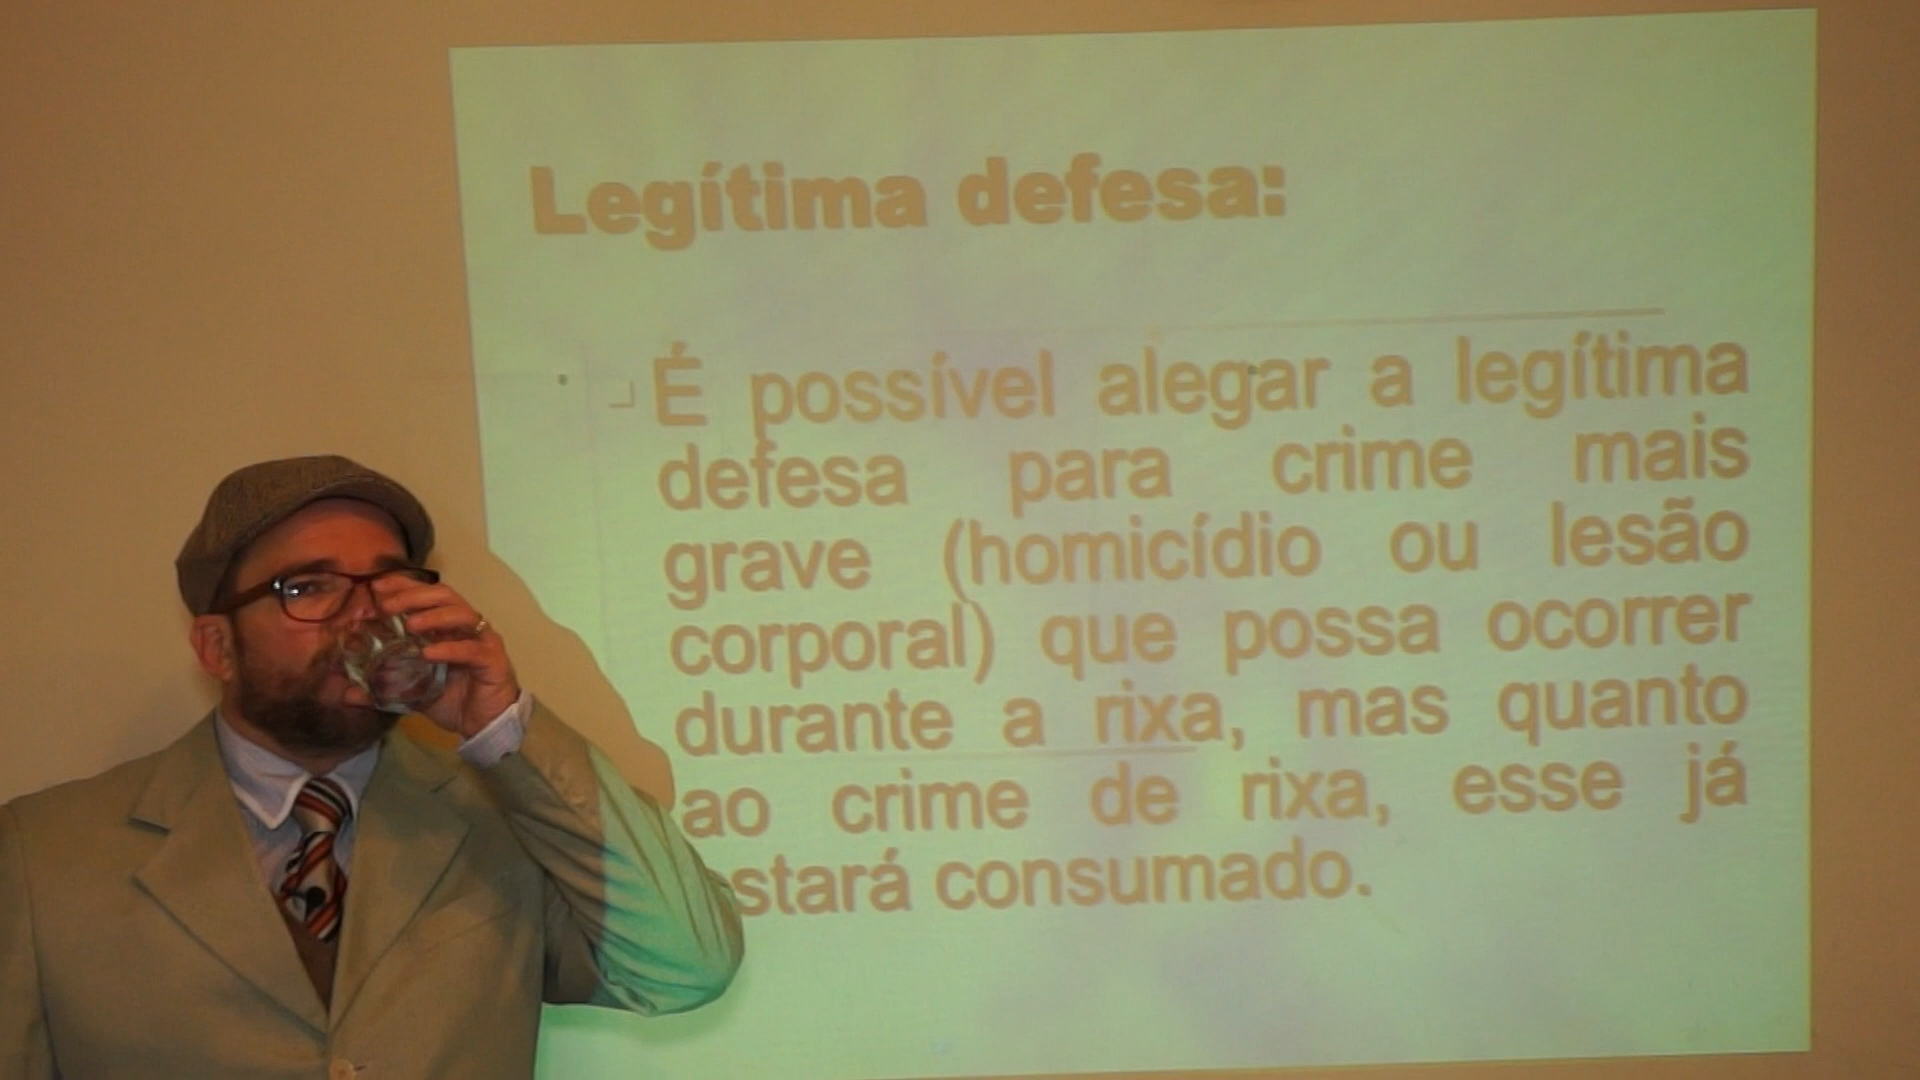 Legítima defesa:
É possível alegar a legítima
defesa para crime mais
grave (homicídio ou lesão
corporal) que possa ocorrer
durante a rixa, mas quanto
ao crime de rixa, esse já
stará consumado.